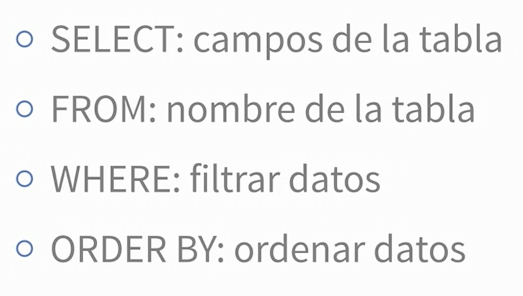 SELECT: campos de la tabla
FROM: nombre de la tabla
WHERE: filtrar datos
ORDER BY: ordenar datos